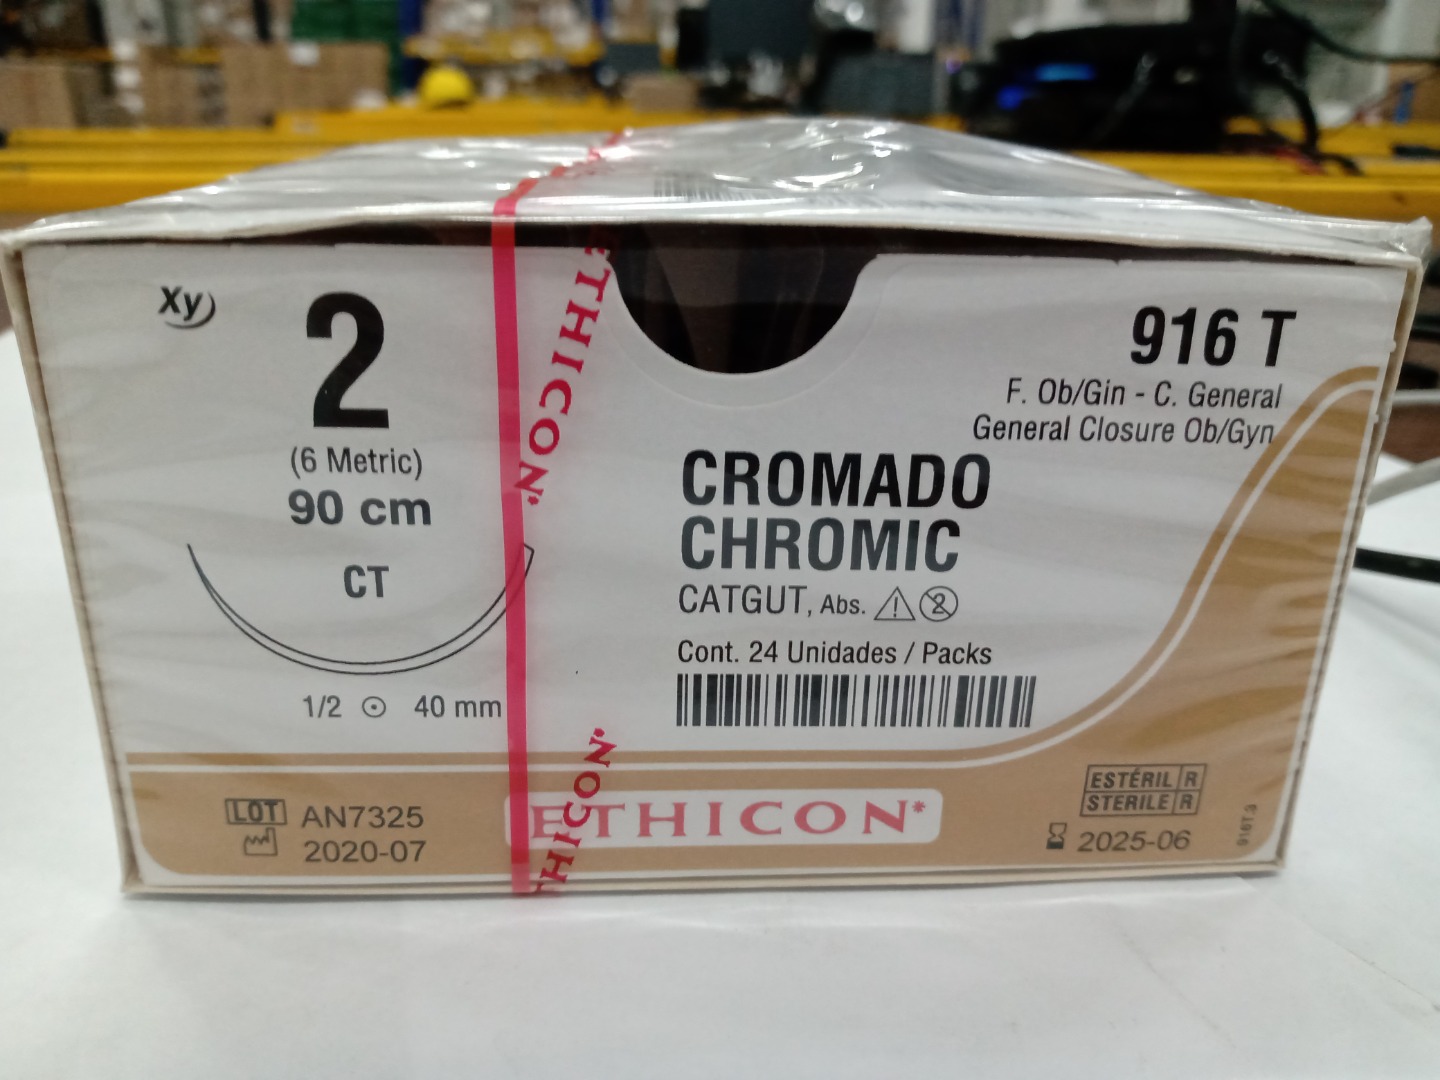 xy
2
(6 Metric)
90 cm
CT
1/2 40 mm
ETHICON*
916 T
F. Ob/Gin - C. General
General Closure Ob/Gyn
CROMADO
CHROMIC
CATGUT, Abs.
Cont. 24 Unidades / Packs
LOT AN7325
2020-07
ETHICON*
HICON*
ESTÉRIL R
STERILE R
2025-06
916T.3